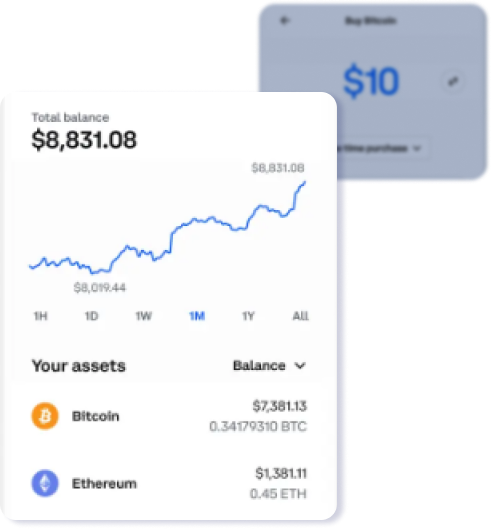 Buy Bitcoin
$10
time purchase
Total balance
$8,831.08
$8,831.08
$8,019.44
1H 1D 1W 1M 1Y All
Your assets Balance
Bitcoin $7,381.13
0.34179310 BTC
Ethereum $1,381.11
0.45 ETH